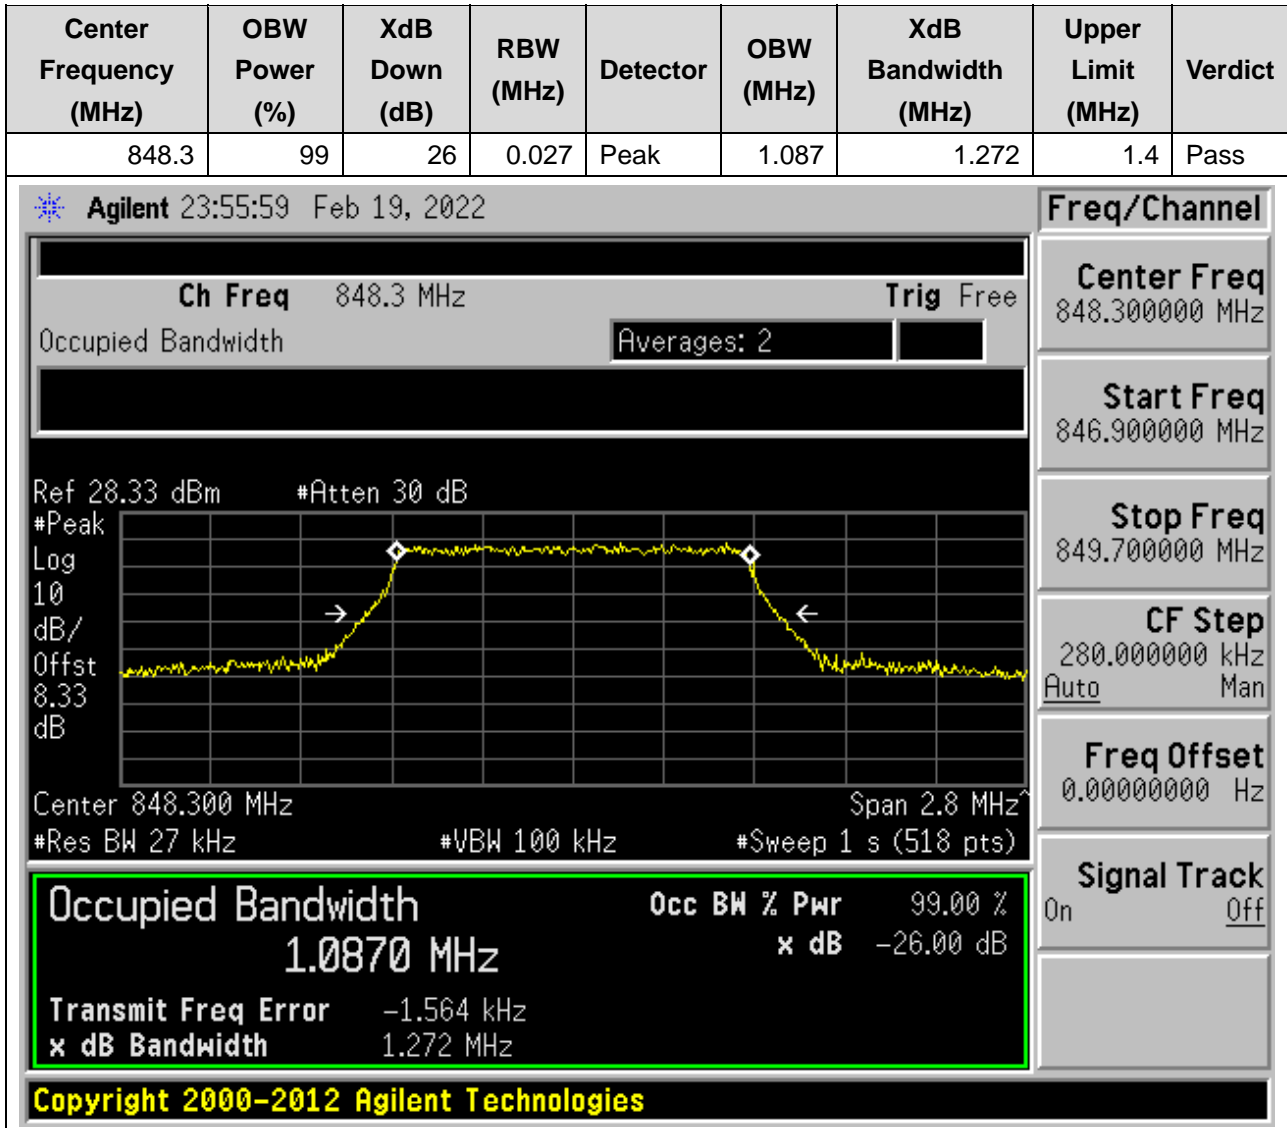 Center Frequency (MHz) OBW Power (%) XdB Down (dB) RBW (MHz) Detector OBW (MHz) XdB Bandwidth (MHz) Upper Limit (MHz) Verdict
848.3 99 26 0.027 Peak 1.087 1.272 1.4 Pass
Agilent 23:55:59 Feb 19, 2022
Ch Freq 848.3 MHz Trig Free
Occupied Bandwidth Averages: 2
Ref 28.33 dBm #Atten 30 dB
#Peak
Log
10
dB/
Offst
8.33
dB
Center 848.300 MHz Span 2.8 MHz^
#Res BW 27 kHz #VBW 100 kHz #Sweep 1 s (518 pts)
Occupied Bandwidth Occ BW % Pwr 99.00 %
1.0870 MHz x dB -26.00 dB
Transmit Freq Error -1.564 kHz
x dB Bandwidth 1.272 MHz
Copyright 2000-2012 Agilent Technologies
Freq/Channel
Center Freq
848.300000 MHz
Start Freq
846.900000 MHz
Stop Freq
849.700000 MHz
CF Step
280.000000 kHz
Auto Man
Freq Offset
0.00000000 Hz
Signal Track
On Off